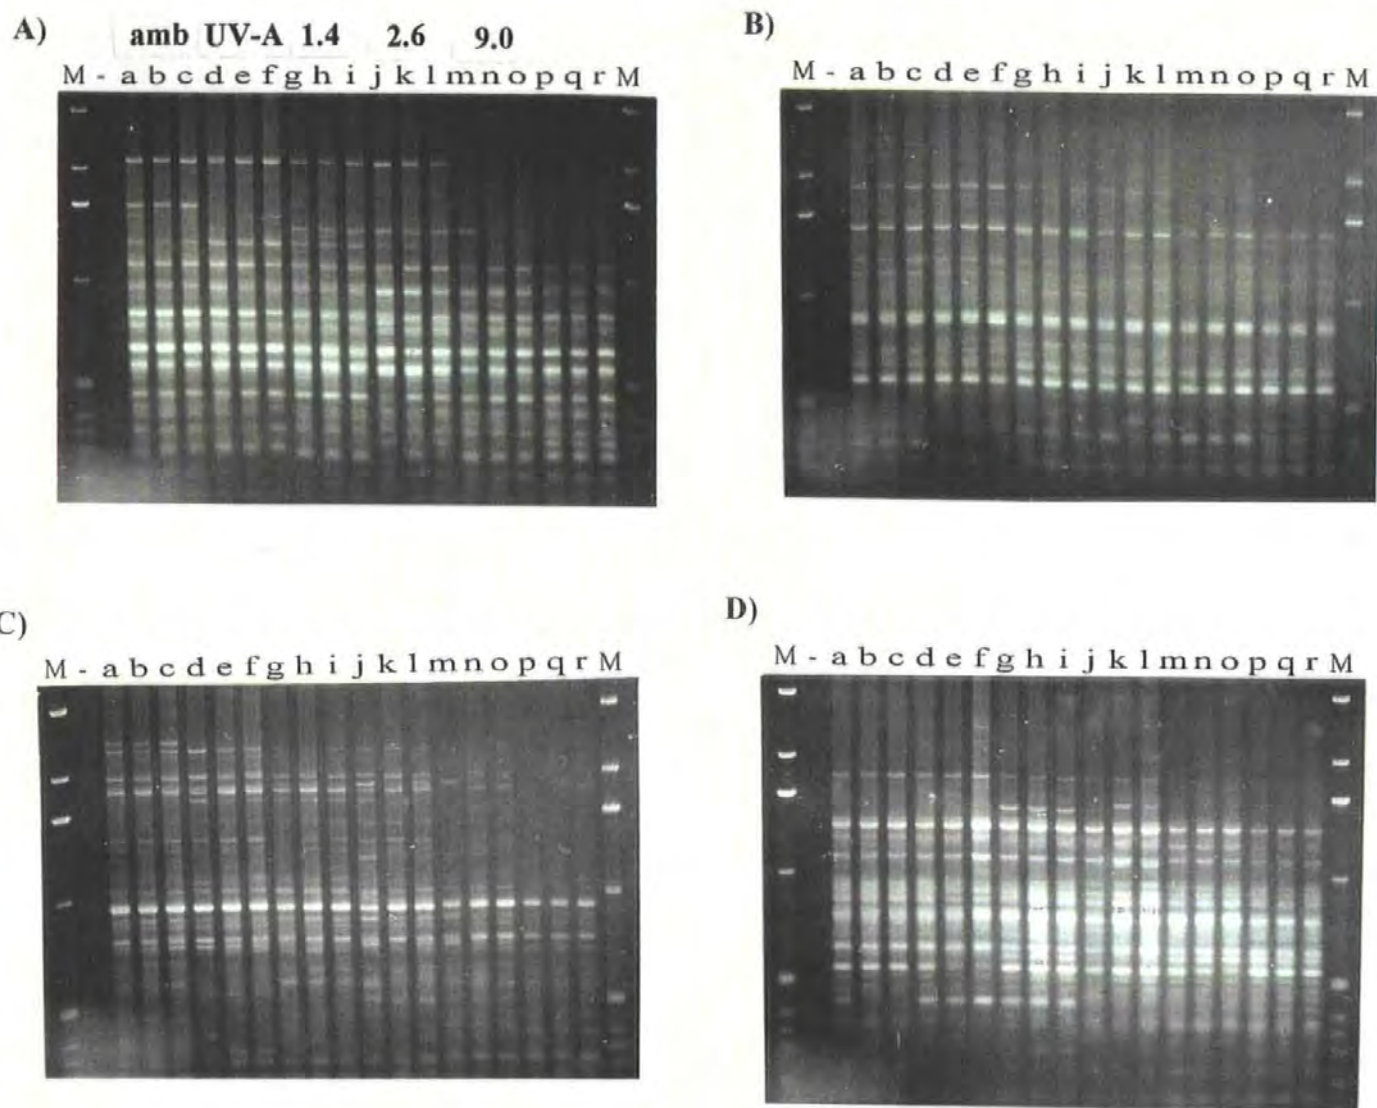 A)
amb UV-A 1.4 2.6 9.0
M - a b c d e f g h i j k l m n o p q r M
B)
M - a b c d e f g h i j k l m n o p q r M
C)
M - a b c d e f g h i j k l m n o p q r M
D)
M - a b c d e f g h i j k l m n o p q r M